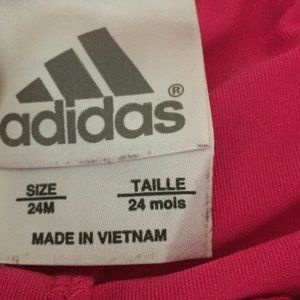 adidas®
SIZE
24M
TAILLE
24 mois
MADE IN VIETNAM